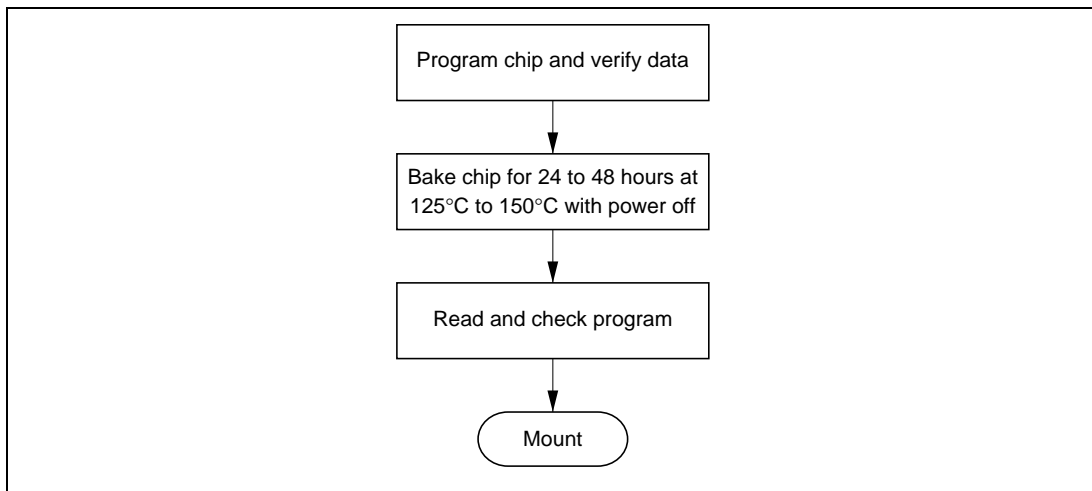 Program chip and verify data
Bake chip for 24 to 48 hours at
125°C to 150°C with power off
Read and check program
Mount